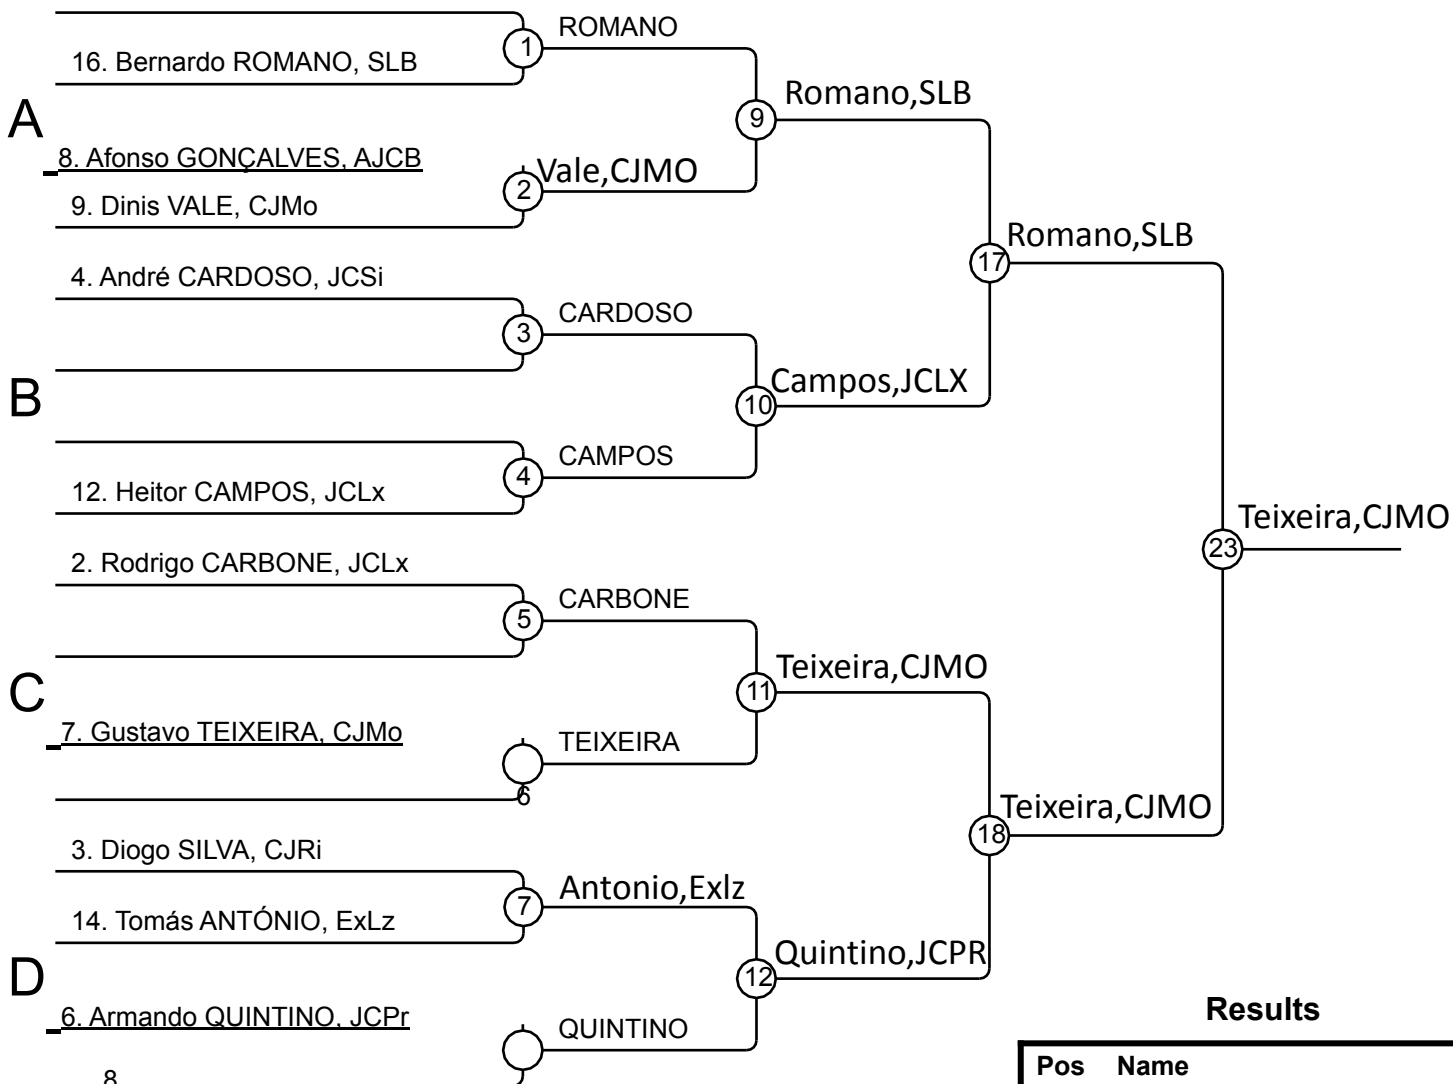 ROMANO
1
16. Bernardo ROMANO, SLB
Romano,SLB
A
9
8. Afonso GONÇALVES, AJCB
Vale,CJMO
2
9. Dinis VALE, CJMo
Romano,SLB
17
4. André CARDOSO, JCSi
CARDOSO
3
Campos,JCLX
B
10
CAMPOS
4
12. Heitor CAMPOS, JCLx
Teixeira,CJMO
23
2. Rodrigo CARBONE, JCLx
CARBONE
5
Teixeira,CJMO
C
11
7. Gustavo TEIXEIRA, CJMo
TEIXEIRA
6
Teixeira,CJMO
18
3. Diogo SILVA, CJRi
Antonio,Exlz
7
14. Tomás ANTÓNIO, ExLz
Quintino,JCPR
D
12
6. Armando QUINTINO, JCPr
QUINTINO
8
Results
Pos Name